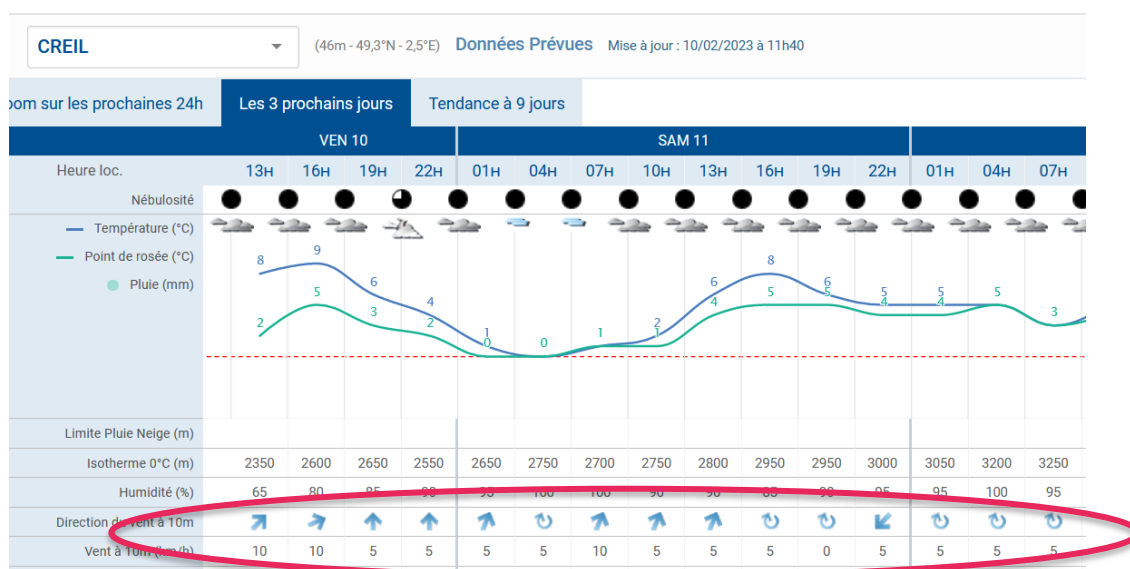 CREIL (46m - 49,3°N - 2,5°E) Données Prévues Mise à jour : 10/02/2023 à 11h40
oom sur les prochaines 24h Les 3 prochains jours Tendance à 9 jours
VEN 10 SAM 11
Heure loc. 13H 16H 19H 22H 01H 04H 07H 10H 13H 16H 19H 22H 01H 04H 07H
Nébulosité
Température (°C)
Point de rosée (°C)
Pluie (mm)
8 9 6 4 1 2 6 8 6 5 5
2 5 3 2 0 0 1 1 4 5 5 4 4 5 3
Limite Pluie Neige (m)
Isotherme 0°C (m) 2350 2600 2650 2550 2650 2750 2700 2750 2800 2950 2950 3000 3050 3200 3250
Humidité (%) 65 80 85 90 95 100 100 90 90 85 90 95 95 100 95
Direction du vent à 10m
Vent à 10m (km/h) 10 10 5 5 5 5 10 5 5 5 0 5 5 5 5